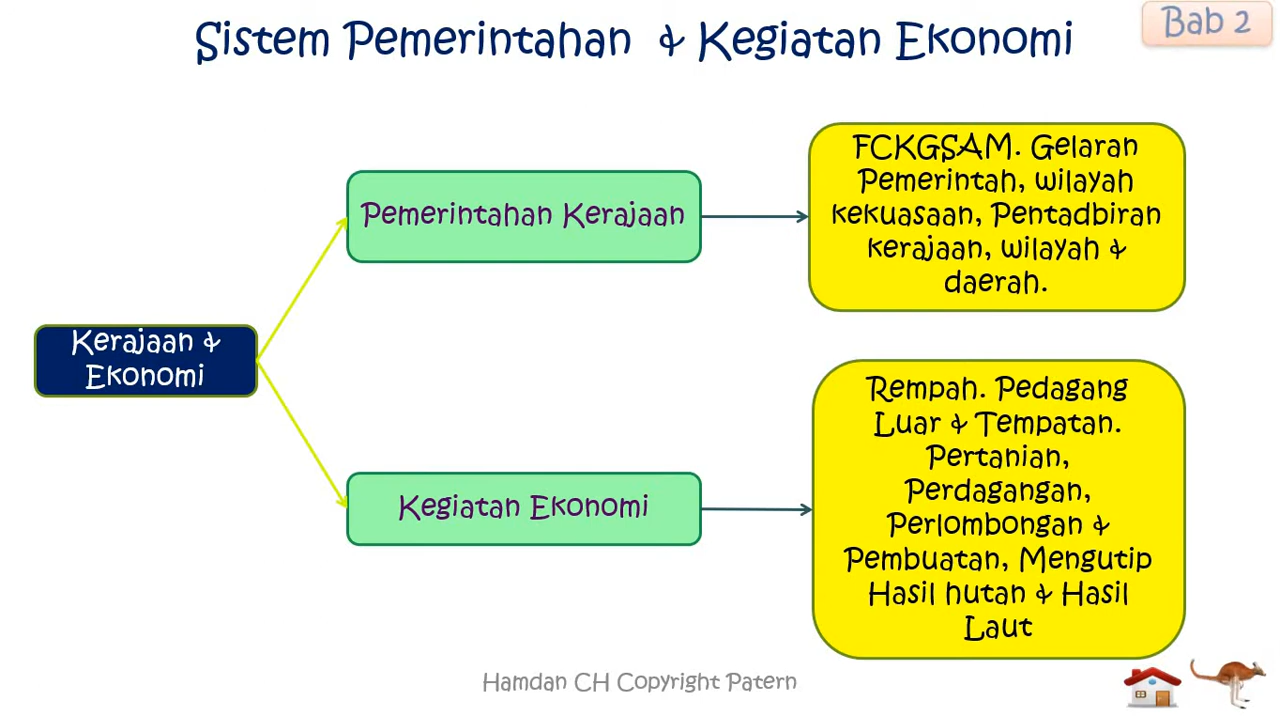 Sistem Pemerintahan & Kegiatan Ekonomi
Bab 2
Kerajaan &
Ekonomi
Pemerintahan Kerajaan
FCKGSAM. Gelaran
Pemerintah, wilayah
kekuasaan, Pentadbiran
kerajaan, wilayah &
daerah.
Kegiatan Ekonomi
Rempah. Pedagang
Luar & Tempatan.
Pertanian,
Perdagangan,
Perlombongan &
Pembuatan, Mengutip
Hasil hutan & Hasil
Laut
Hamdan CH Copyright Patern